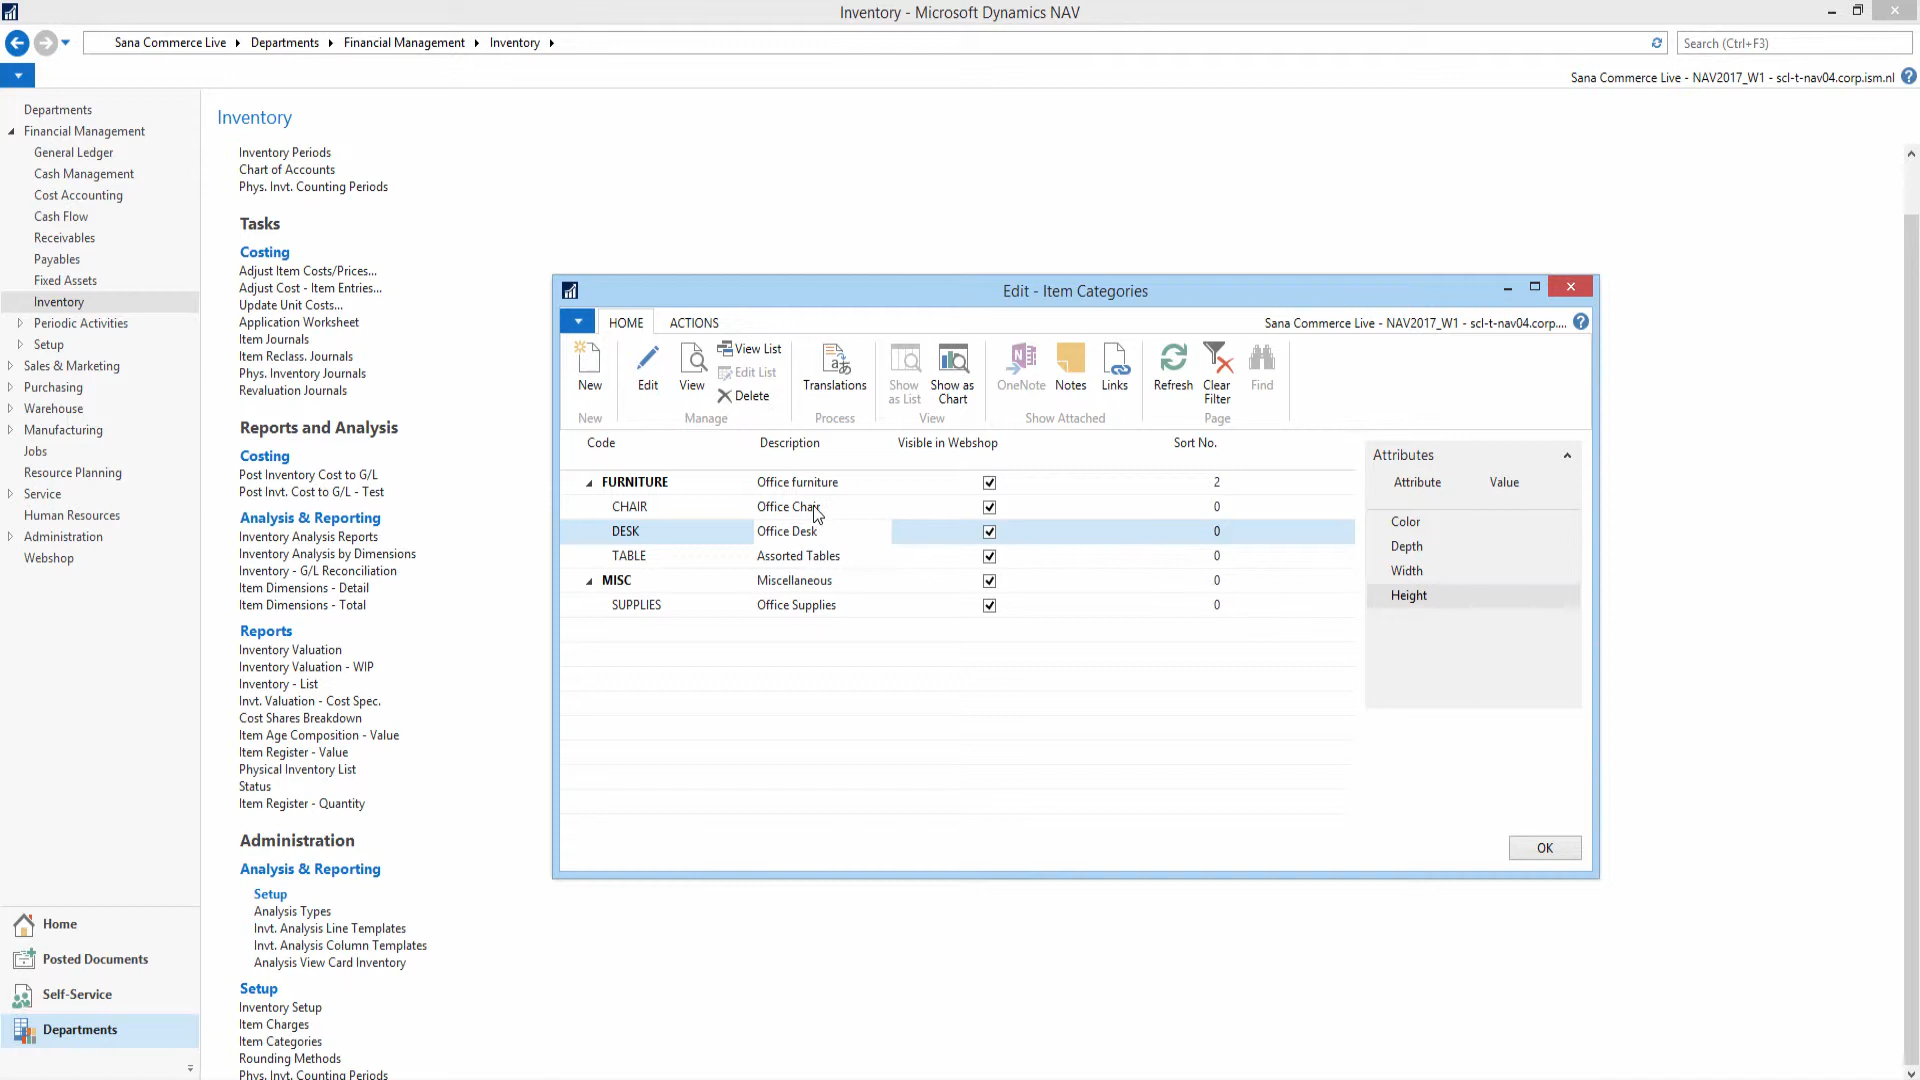 Inventory - Microsoft Dynamics NAV
Sana Commerce Live Departments Financial Management Inventory
Search (Ctrl+F3)
Sana Commerce Live - NAV2017_W1 - scl-t-nav04.corp.ism.nl
Departments
Financial Management
General Ledger
Cash Management
Cost Accounting
Cash Flow
Receivables
Payables
Fixed Assets
Inventory
Periodic Activities
Setup
Sales & Marketing
Purchasing
Warehouse
Manufacturing
Jobs
Resource Planning
Service
Human Resources
Administration
Webshop
Home
Posted Documents
Self-Service
Departments
Inventory
Inventory Periods
Chart of Accounts
Phys. Invt. Counting Periods
Tasks
Costing
Adjust Item Costs/Prices...
Adjust Cost - Item Entries...
Update Unit Costs...
Application Worksheet
Item Journals
Item Reclass. Journals
Phys. Inventory Journals
Revaluation Journals
Reports and Analysis
Costing
Post Inventory Cost to G/L
Post Invt. Cost to G/L - Test
Analysis & Reporting
Inventory Analysis Reports
Inventory Analysis by Dimensions
Inventory - G/L Reconciliation
Item Dimensions - Detail
Item Dimensions - Total
Reports
Inventory Valuation
Inventory Valuation - WIP
Inventory - List
Invt. Valuation - Cost Spec.
Cost Shares Breakdown
Item Age Composition - Value
Item Register - Value
Physical Inventory List
Status
Item Register - Quantity
Administration
Analysis & Reporting
Setup
Analysis Types
Invt. Analysis Line Templates
Invt. Analysis Column Templates
Analysis View Card Inventory
Setup
Inventory Setup
Item Charges
Item Categories
Rounding Methods
Phys. Invt. Counting Periods
Edit - Item Categories
HOME ACTIONS
Sana Commerce Live - NAV2017_W1 - scl-t-nav04.corp....
New
Edit
View
View List
Edit List
Delete
Translations
Show as List
Show as Chart
OneNote
Notes
Links
Refresh
Clear Filter
Find
New Manage Process View Show Attached Page
Code Description Visible in Webshop Sort No.
FURNITURE Office furniture 2
CHAIR Office Chair 0
DESK Office Desk 0
TABLE Assorted Tables 0
MISC Miscellaneous 0
SUPPLIES Office Supplies 0
Attributes
Attribute Value
Color
Depth
Width
Height
OK